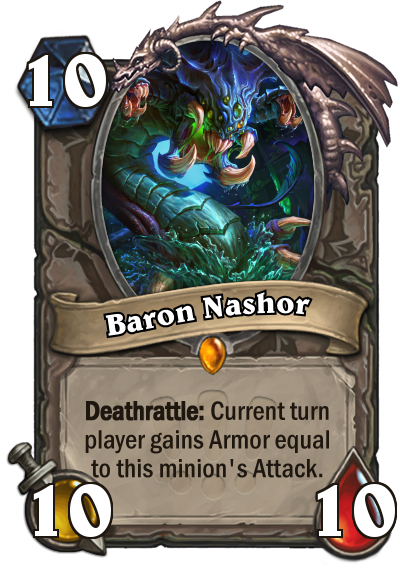 10
Baron Nashor
Deathrattle: Current turn
player gains Armor equal
to this minion's Attack.
10
10